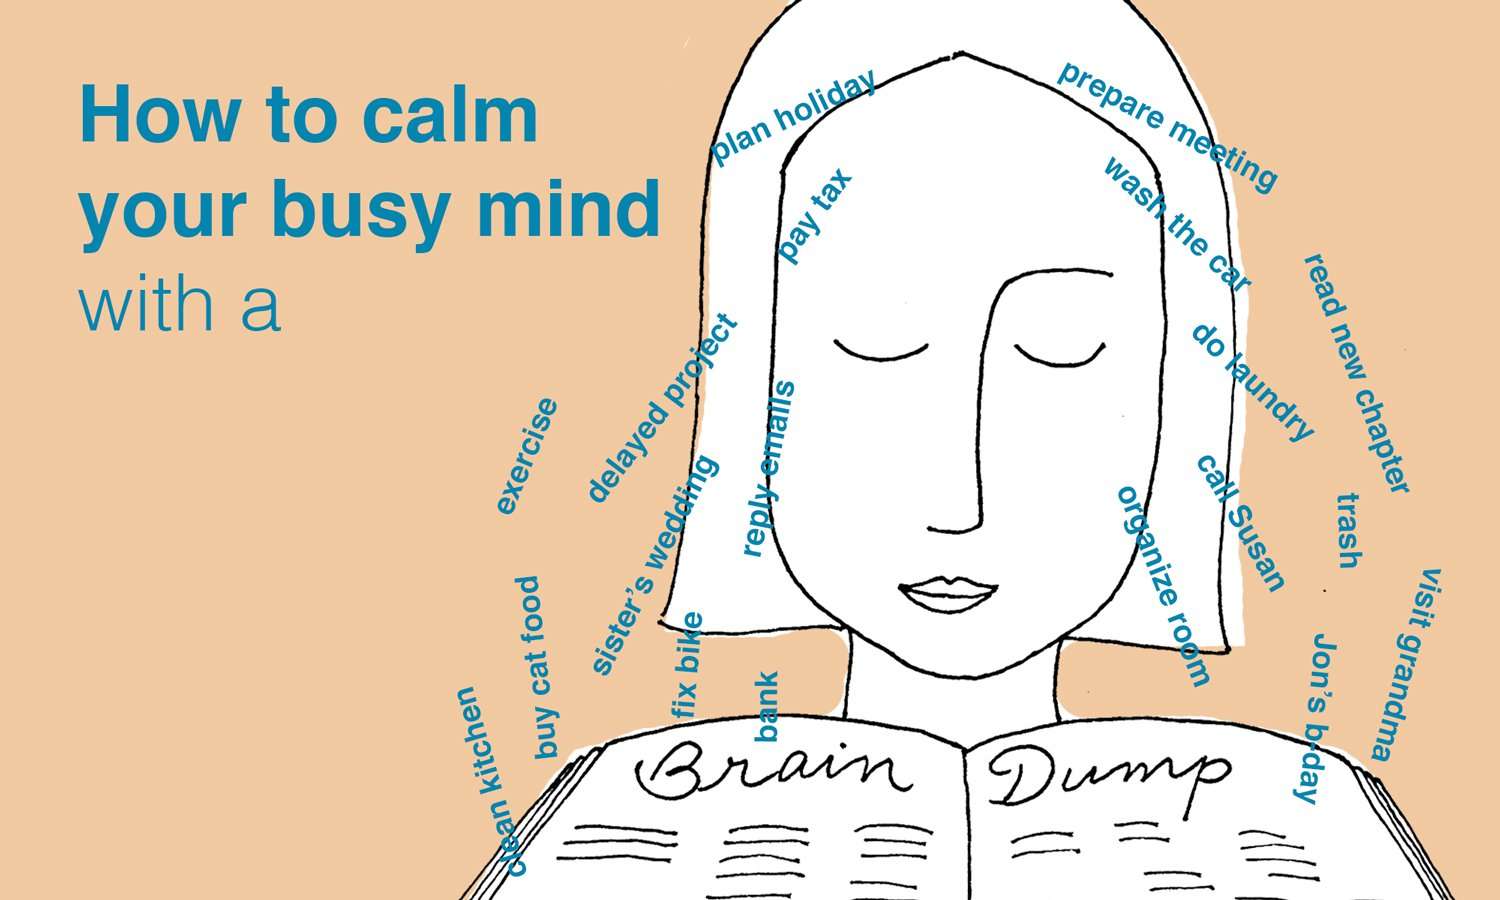 How to calm
your busy mind
with a
plan holiday
prepare meeting
pay tax
wash the car
delayed project
do laundry
read new chapter
exercise
reply emails
sister's wedding
call Susan
organize room
trash
buy cat food
fix bike
bank
Jon's b-day
visit grandma
clean kitchen
Brain Dump